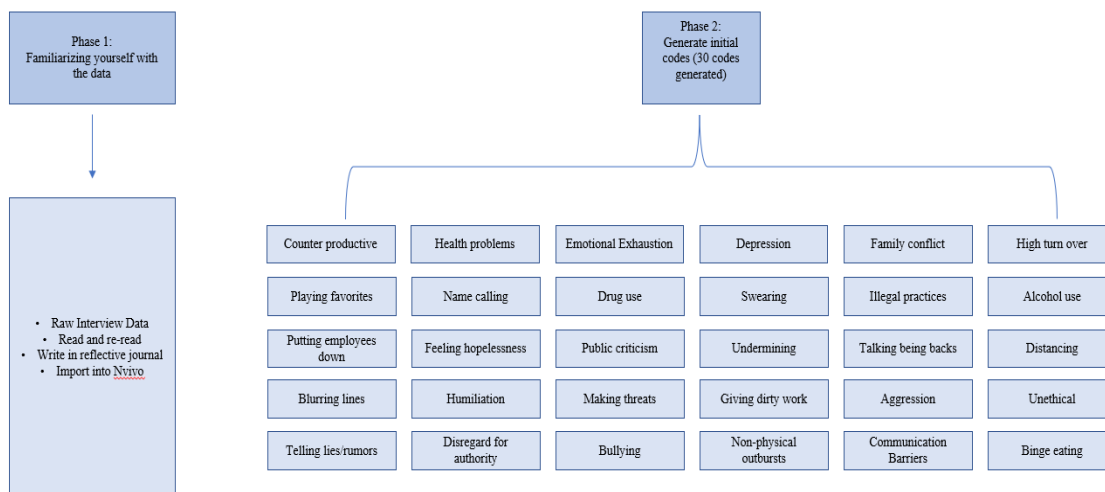 Phase 1:
Familiarizing yourself with
the data
• Raw Interview Data
• Read and re-read
• Write in reflective journal
• Import into Nvivo
Phase 2:
Generate initial
codes (30 codes
generated)
Counter productive
Health problems
Emotional Exhaustion
Depression
Family conflict
High turn over
Playing favorites
Name calling
Drug use
Swearing
Illegal practices
Alcohol use
Putting employees
down
Feeling hopelessness
Public criticism
Undermining
Talking being backs
Distancing
Blurring lines
Humiliation
Making threats
Giving dirty work
Aggression
Unethical
Telling lies/rumors
Disregard for
authority
Bullying
Non-physical
outbursts
Communication
Barriers
Binge eating